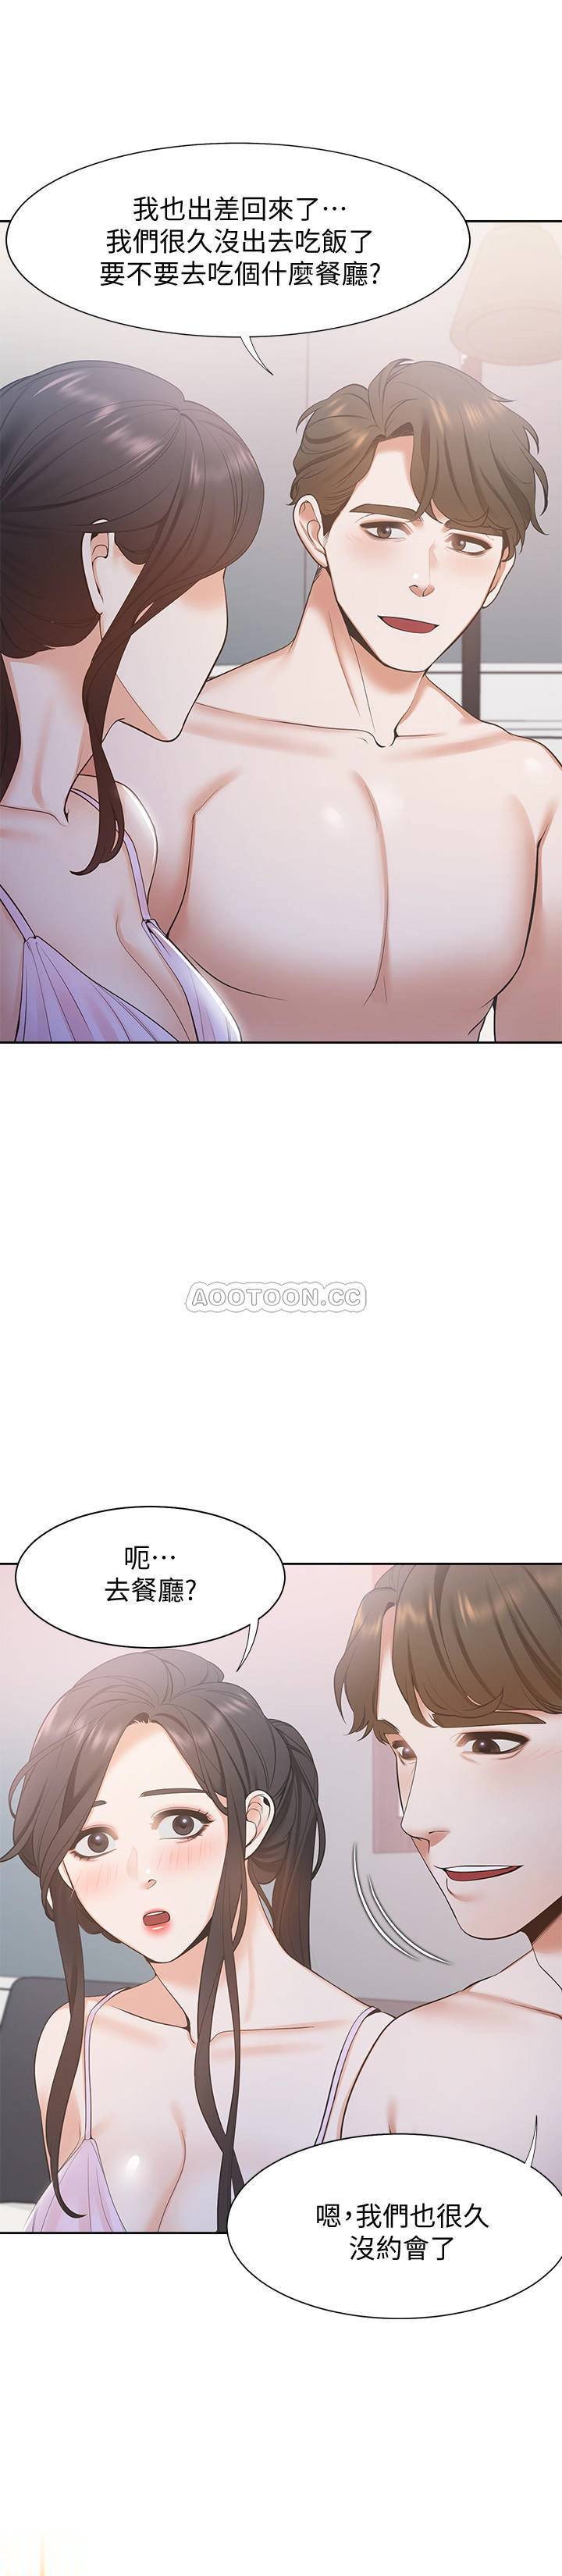 我也出差回來了…
我們很久沒出去吃飯了
要不要去吃個什麼餐廳?
AOOTOON.CC
呃…
去餐廳?
嗯，我們也很久
沒約會了